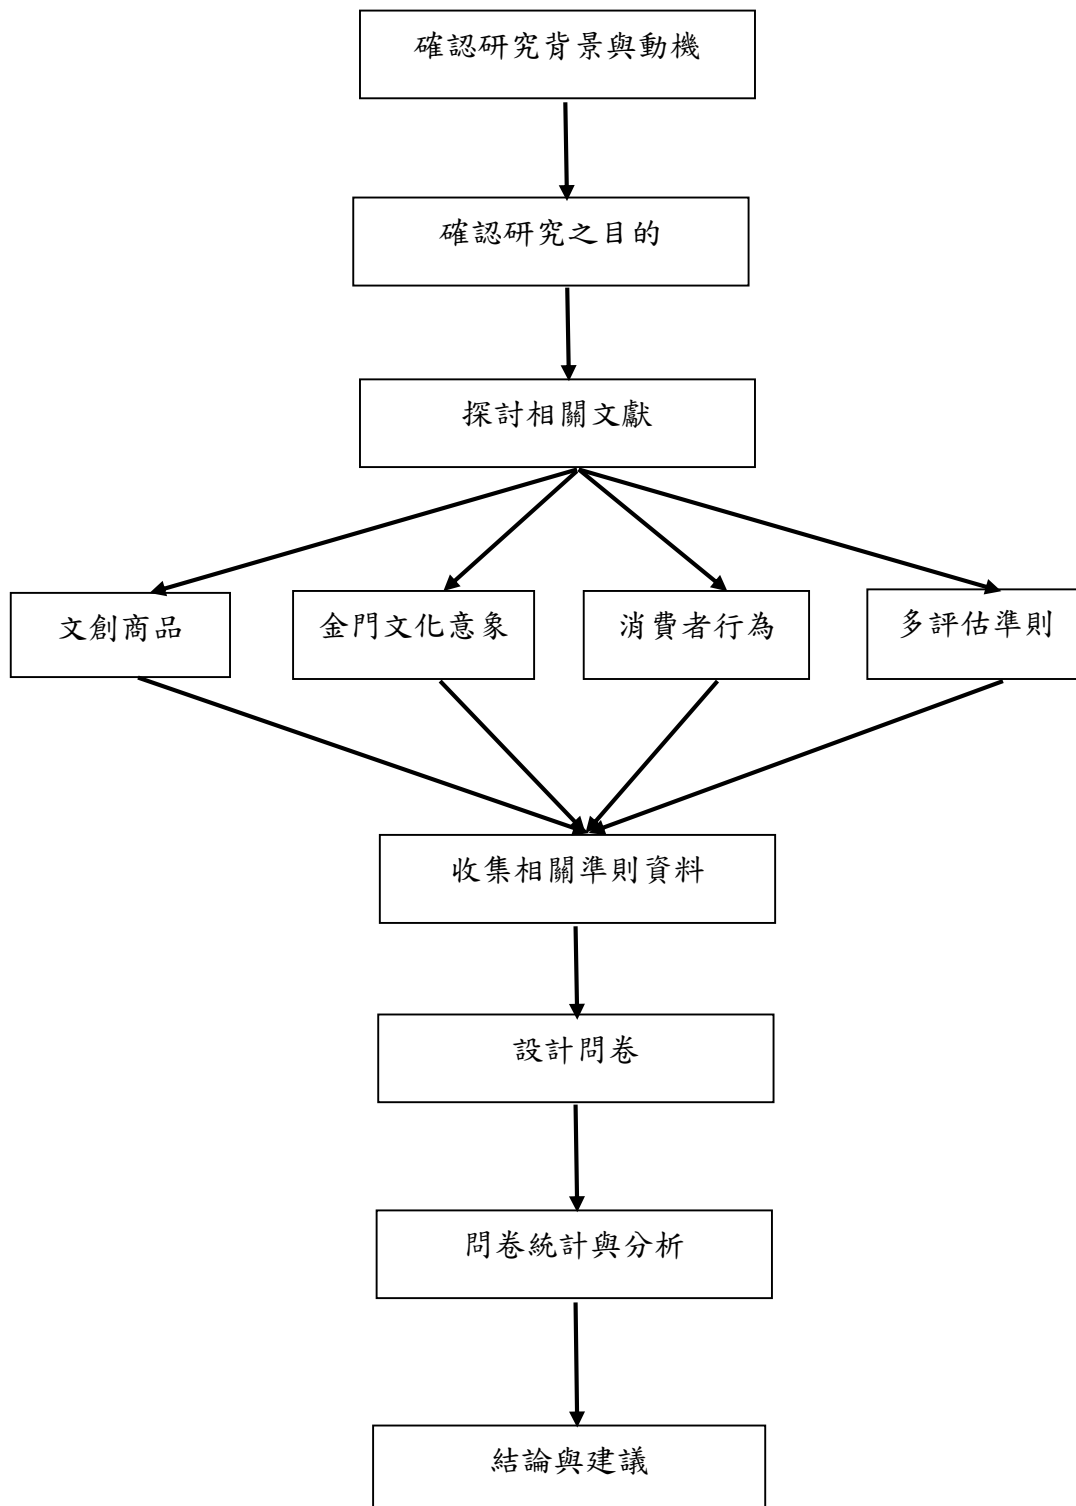 確認研究背景與動機
確認研究之目的
探討相關文獻
文創商品
金門文化意象
消費者行為
多評估準則
收集相關準則資料
設計問卷
問卷統計與分析
結論與建議